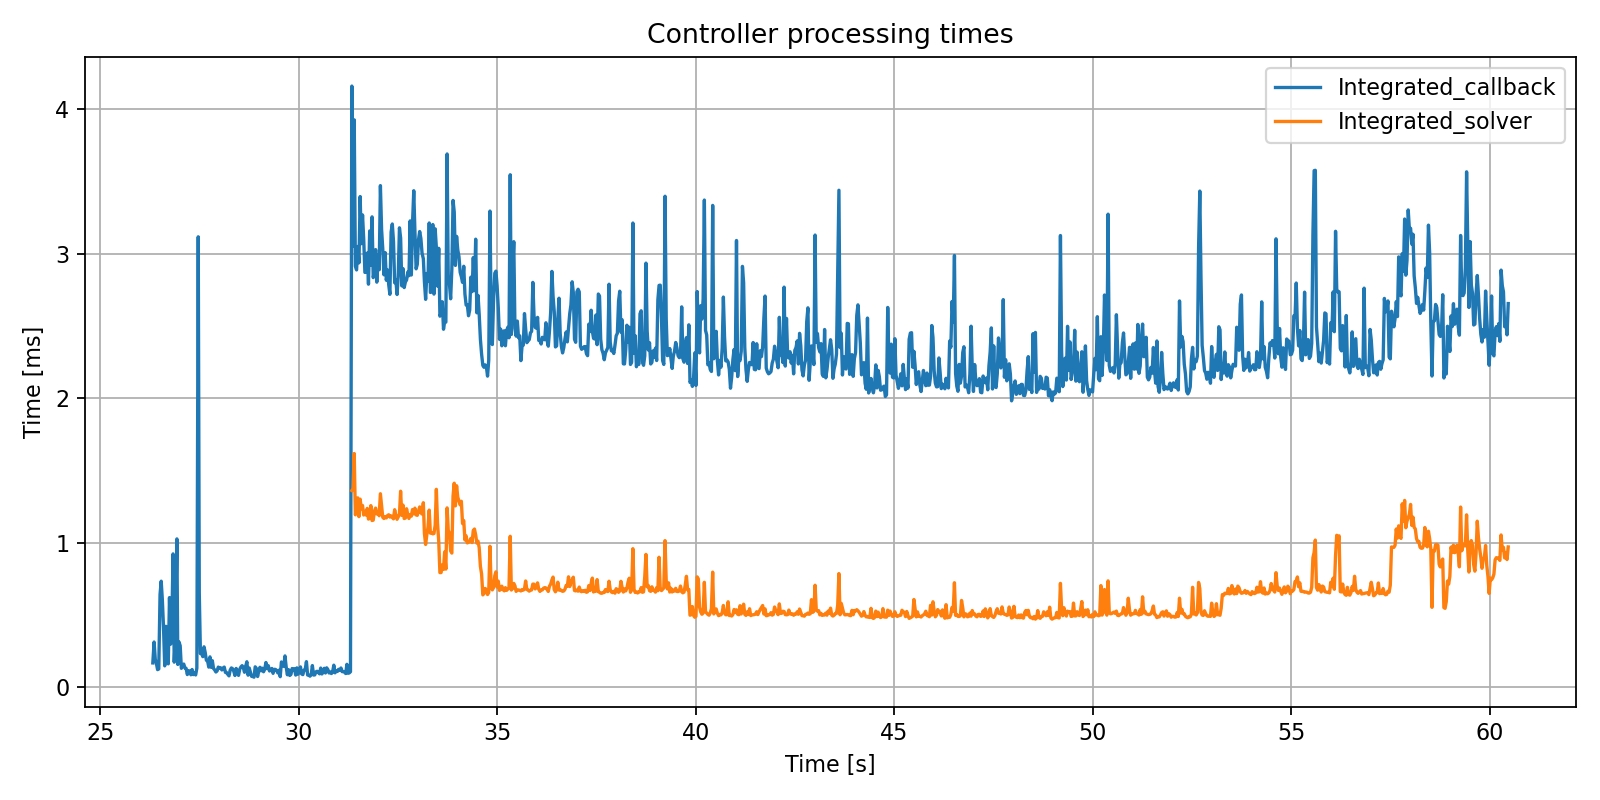 Controller processing times
Integrated_callback
Integrated_solver
Time [ms]
4
3
2
1
0
25 30 35 40 45 50 55 60
Time [s]